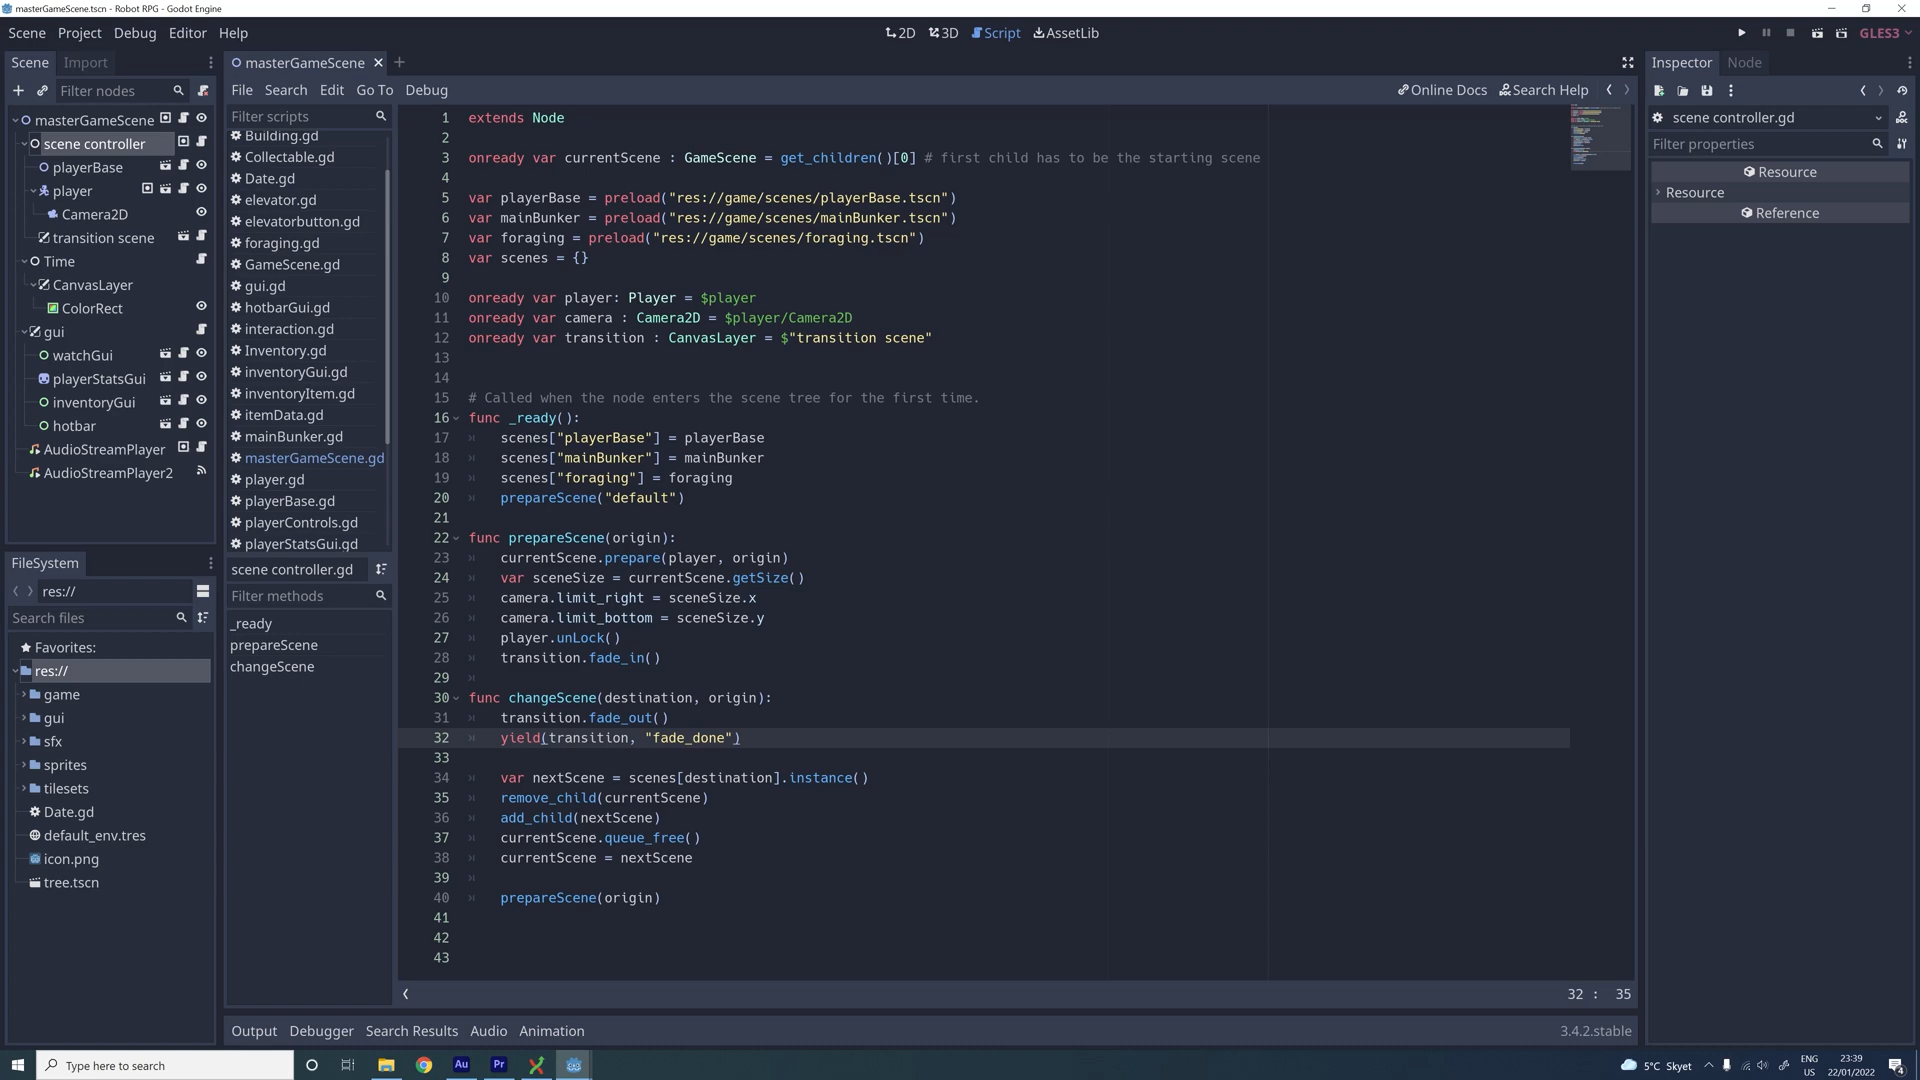 masterGameScene.tscn - Robot RPG - Godot Engine
Scene Project Debug Editor Help
2D 3D Script AssetLib
GLES3
Scene Import
Filter nodes
masterGameScene
scene controller
playerBase
player
Camera2D
transition scene
Time
CanvasLayer
ColorRect
gui
watchGui
playerStatsGui
inventoryGui
hotbar
AudioStreamPlayer
AudioStreamPlayer2
FileSystem
res://
Search files
Favorites:
res://
game
gui
sfx
sprites
tilesets
Date.gd
default_env.tres
icon.png
tree.tscn
masterGameScene
File Search Edit Go To Debug
Online Docs Search Help
Filter scripts
Building.gd
Collectable.gd
Date.gd
elevator.gd
elevatorbutton.gd
foraging.gd
GameScene.gd
gui.gd
hotbarGui.gd
interaction.gd
Inventory.gd
inventoryGui.gd
inventoryItem.gd
itemData.gd
mainBunker.gd
masterGameScene.gd
player.gd
playerBase.gd
playerControls.gd
playerStatsGui.gd
scene controller.gd
Filter methods
_ready
prepareScene
changeScene
1 extends Node
2
3 onready var currentScene : GameScene = get_children()[0] # first child has to be the starting scene
4
5 var playerBase = preload("res://game/scenes/playerBase.tscn")
6 var mainBunker = preload("res://game/scenes/mainBunker.tscn")
7 var foraging = preload("res://game/scenes/foraging.tscn")
8 var scenes = {}
9
10 onready var player: Player = $player
11 onready var camera : Camera2D = $player/Camera2D
12 onready var transition : CanvasLayer = $"transition scene"
13
14
15 # Called when the node enters the scene tree for the first time.
16 func _ready():
17 scenes["playerBase"] = playerBase
18 scenes["mainBunker"] = mainBunker
19 scenes["foraging"] = foraging
20 prepareScene("default")
21
22 func prepareScene(origin):
23 currentScene.prepare(player, origin)
24 var sceneSize = currentScene.getSize()
25 camera.limit_right = sceneSize.x
26 camera.limit_bottom = sceneSize.y
27 player.unLock()
28 transition.fade_in()
29
30 func changeScene(destination, origin):
31 transition.fade_out()
32 yield(transition, "fade_done")
33
34 var nextScene = scenes[destination].instance()
35 remove_child(currentScene)
36 add_child(nextScene)
37 currentScene.queue_free()
38 currentScene = nextScene
39
40 prepareScene(origin)
41
42
43
32 : 35
Output Debugger Search Results Audio Animation
3.4.2.stable
Inspector Node
scene controller.gd
Filter properties
Resource
Resource
Reference
Type here to search
Au Pr
5°C Skyet
ENG
US
23:39
22/01/2022
4